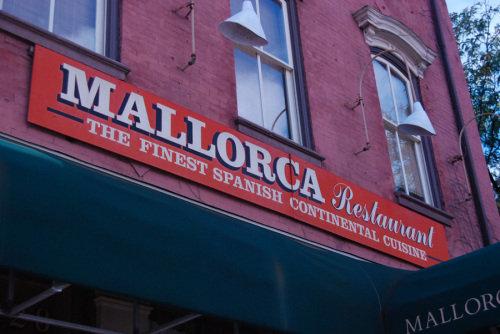 MALLORCA Restaurant
THE FINEST SPANISH CONTINENTAL CUISINE
MALLORC